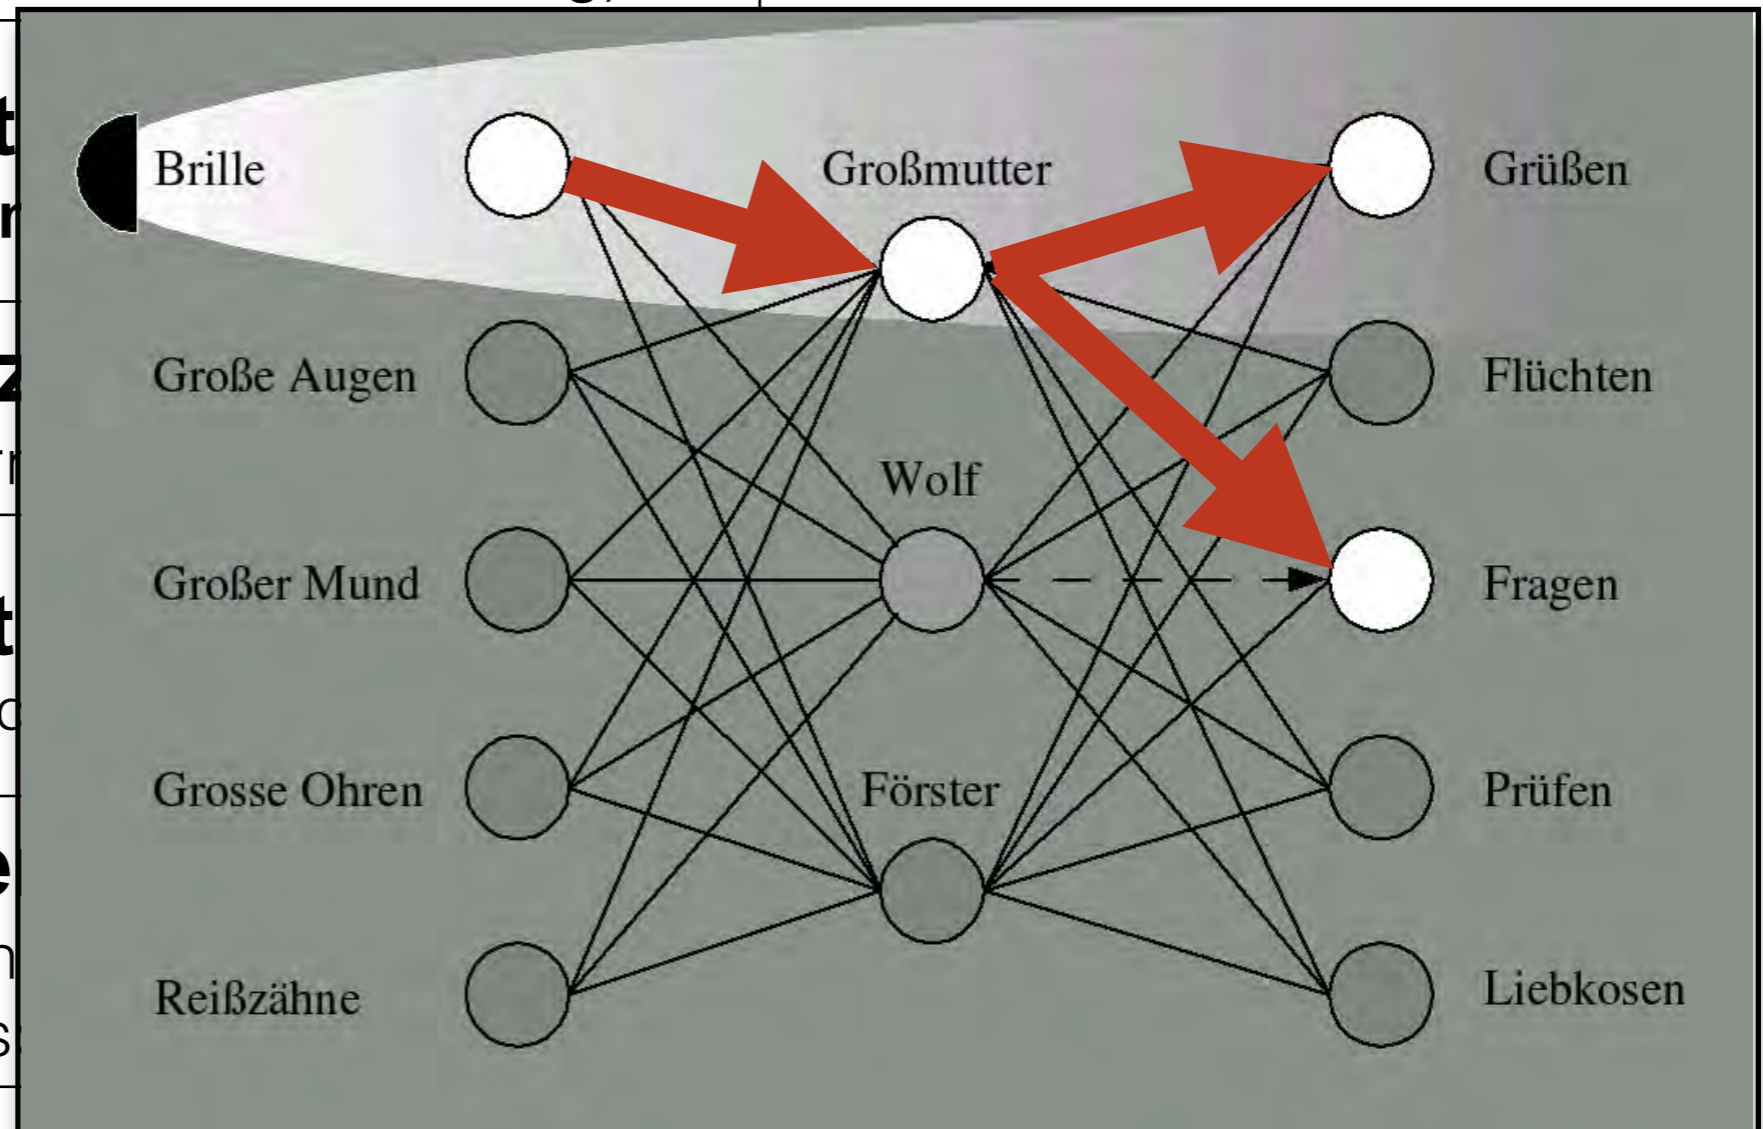 Brille
Großmutter
Grüßen
Große Augen
Flüchten
Wolf
Großer Mund
Fragen
Grosse Ohren
Förster
Prüfen
Reißzähne
Liebkosen